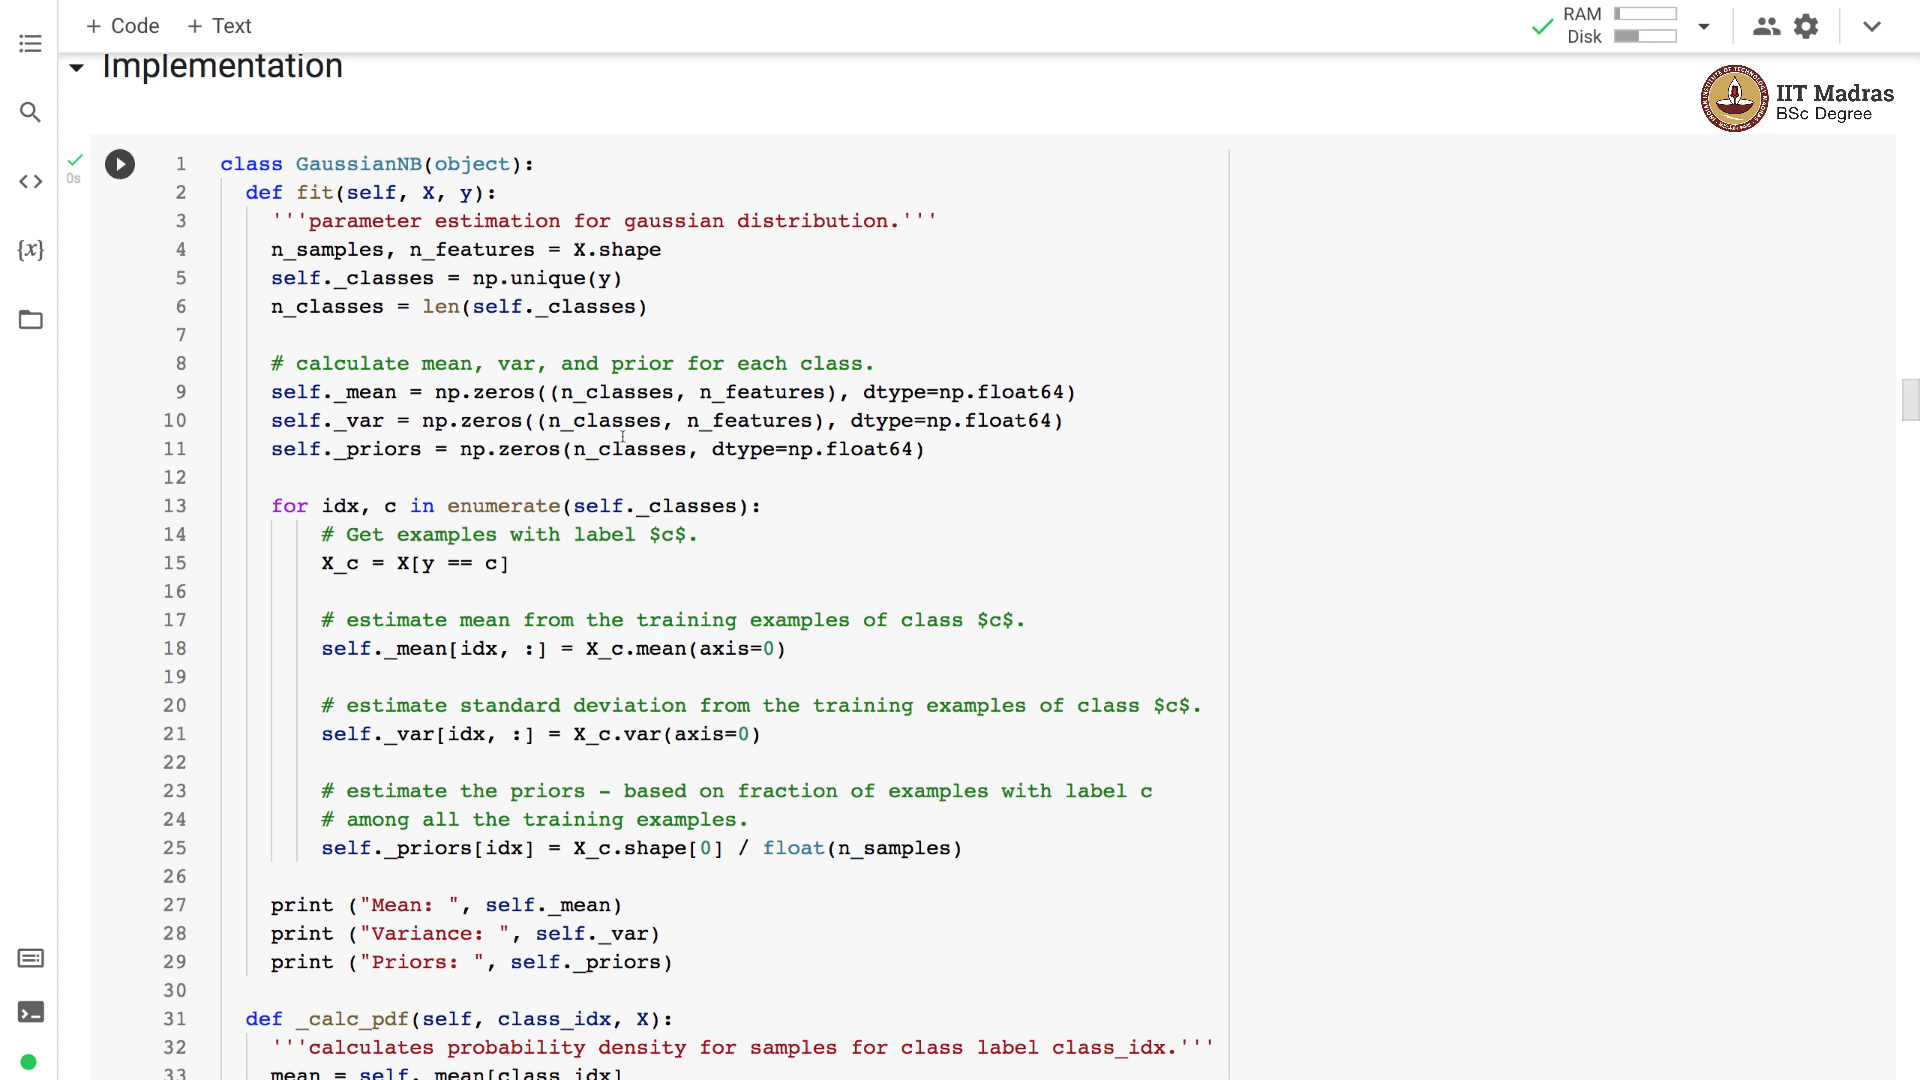 + Code + Text
RAM
Disk
Implementation
IIT Madras
BSc Degree
0s
{x}
1 class GaussianNB(object):
2 def fit(self, X, y):
3 '''parameter estimation for gaussian distribution.'''
4 n_samples, n_features = X.shape
5 self._classes = np.unique(y)
6 n_classes = len(self._classes)
7
8 # calculate mean, var, and prior for each class.
9 self._mean = np.zeros((n_classes, n_features), dtype=np.float64)
10 self._var = np.zeros((n_classes, n_features), dtype=np.float64)
11 self._priors = np.zeros(n_classes, dtype=np.float64)
12
13 for idx, c in enumerate(self._classes):
14 # Get examples with label $c$.
15 X_c = X[y == c]
16
17 # estimate mean from the training examples of class $c$.
18 self._mean[idx, :] = X_c.mean(axis=0)
19
20 # estimate standard deviation from the training examples of class $c$.
21 self._var[idx, :] = X_c.var(axis=0)
22
23 # estimate the priors - based on fraction of examples with label c
24 # among all the training examples.
25 self._priors[idx] = X_c.shape[0] / float(n_samples)
26
27 print ("Mean: ", self._mean)
28 print ("Variance: ", self._var)
29 print ("Priors: ", self._priors)
30
31 def _calc_pdf(self, class_idx, X):
32 '''calculates probability density for samples for class label class_idx.'''
33 mean = self._mean[class_idx]